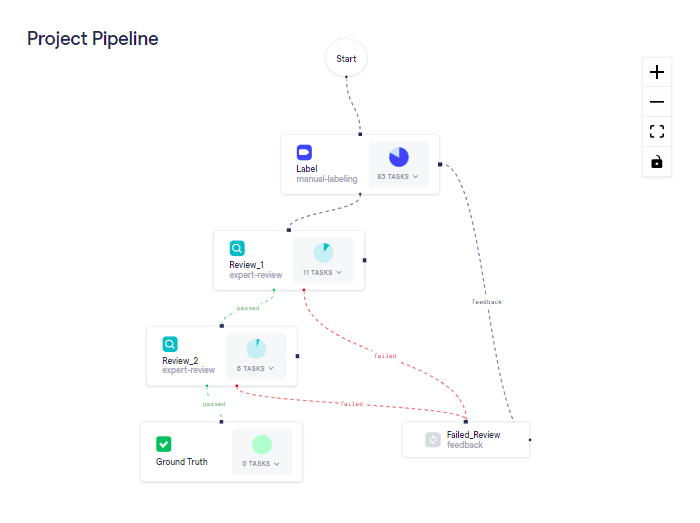 Project Pipeline
Start
Label
manual-labeling
83 TASKS
Review_1
expert-review
11 TASKS
feedback
passed
failed
Review_2
expert-review
6 TASKS
passed
failed
Failed_Review
feedback
Ground Truth
0 TASKS